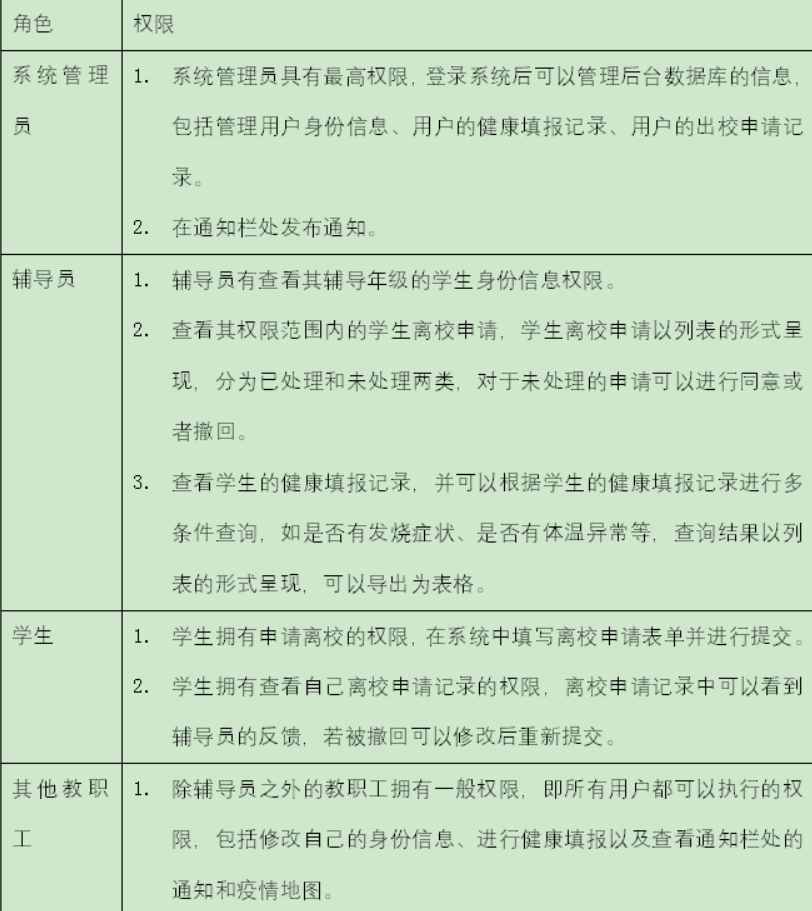 角色 权限
系统管理 1. 系统管理员具有最高权限，登录系统后可以管理后台数据库的信息，
员 包括管理用户身份信息、用户的健康填报记录、用户的出校申请记
录。
2. 在通知栏处发布通知。
辅导员 1. 辅导员有查看其辅导年级的学生身份信息权限。
2. 查看其权限范围内的学生离校申请，学生离校申请以列表的形式呈
现，分为已处理和未处理两类，对于未处理的申请可以进行同意或
者撤回。
3. 查看学生的健康填报记录，并可以根据学生的健康填报记录进行多
条件查询，如是否有发烧症状、是否有体温异常等，查询结果以列
表的形式呈现，可以导出为表格。
学生 1. 学生拥有申请离校的权限，在系统中填写离校申请表单并进行提交。
2. 学生拥有查看自己离校申请记录的权限，离校申请记录中可以看到
辅导员的反馈，若被撤回可以修改后重新提交。
其他教职 1. 除辅导员之外的教职工拥有一般权限，即所有用户都可以执行的权
工 限，包括修改自己的身份信息、进行健康填报以及查看通知栏处的
通知和疫情地图。